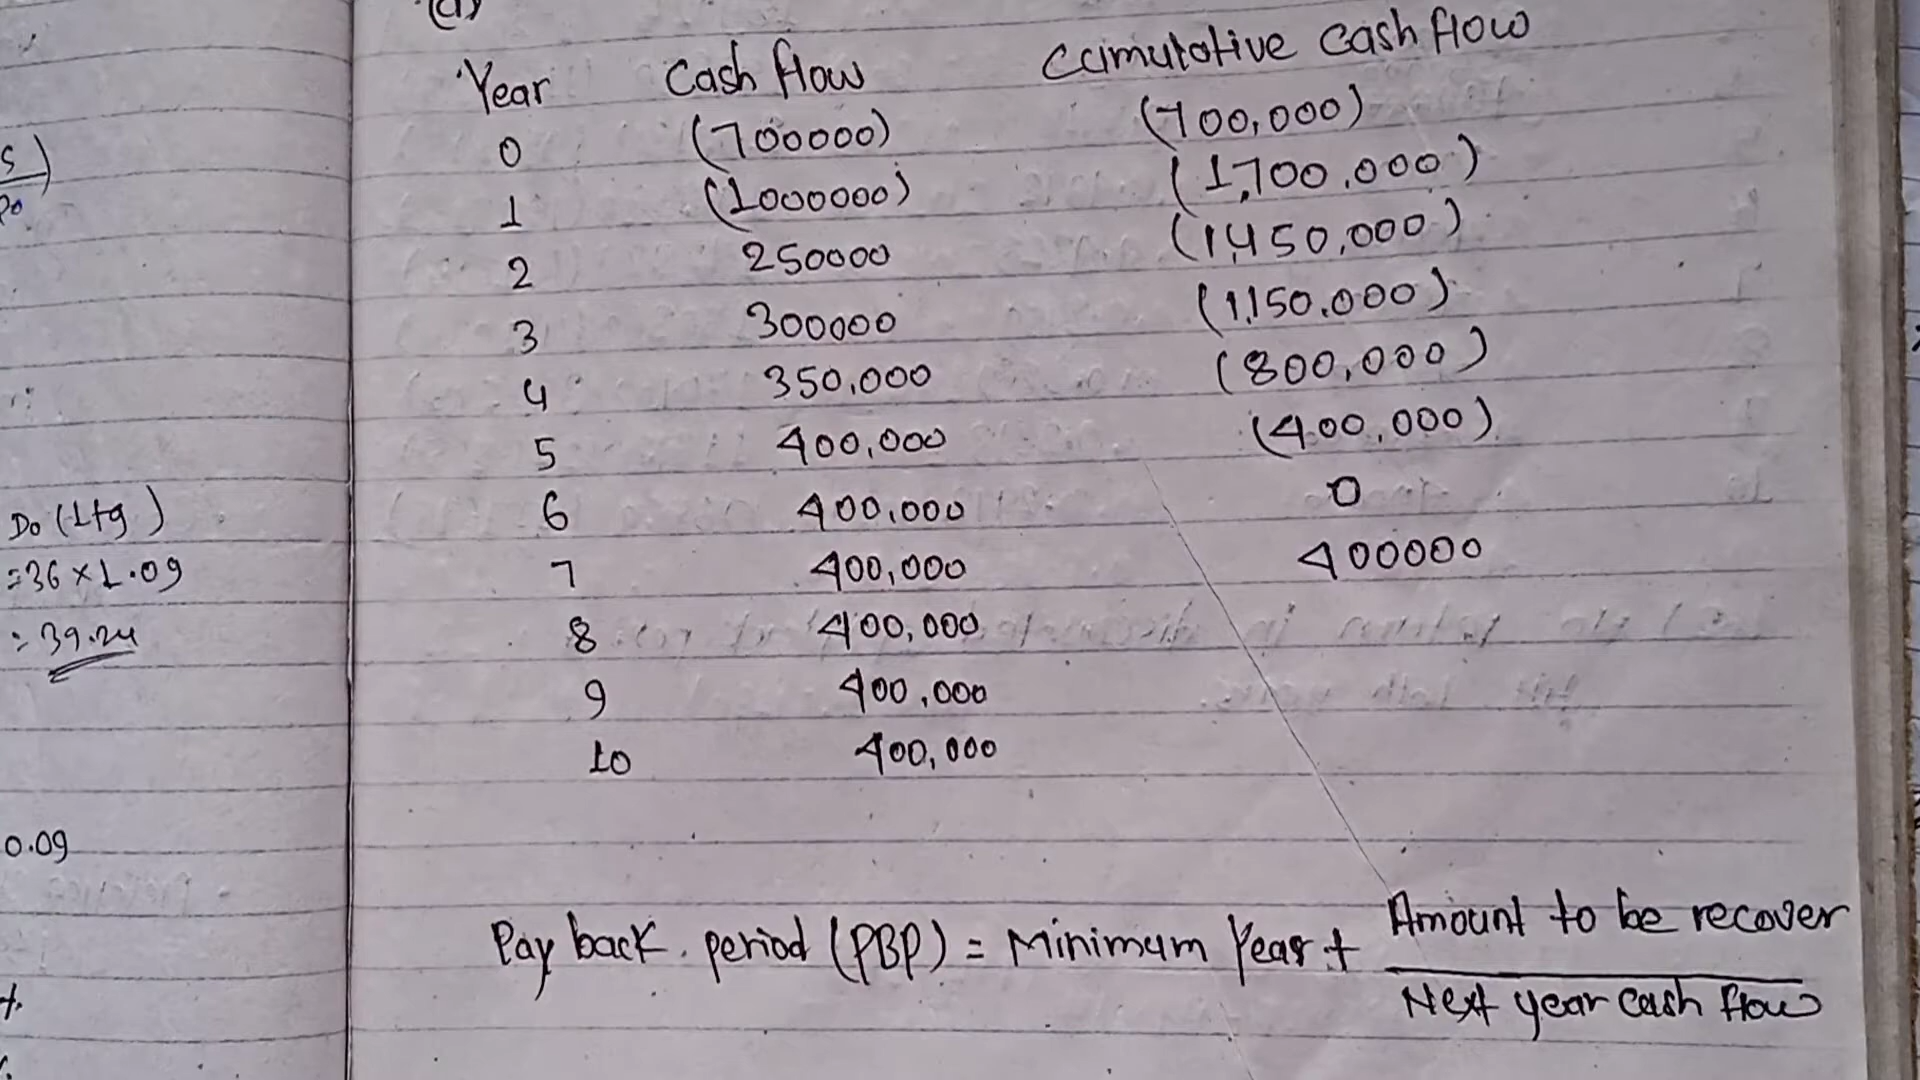 (a)
Year Cash flow Cumulative Cash flow
0 (700000) (700,000)
1 (1000000) (1,700,000)
2 250000 (1,450,000)
3 300000 (1,150,000)
4 350,000 (800,000)
5 400,000 (400,000)
6 400,000 0
7 400,000 400000
8 400,000
9 400,000
10 400,000
Pay back period (PBP) = Minimum Year + Amount to be recover
Next year cash flow
Do (1+g)
=36 × 1.09
= 39.24
0.09